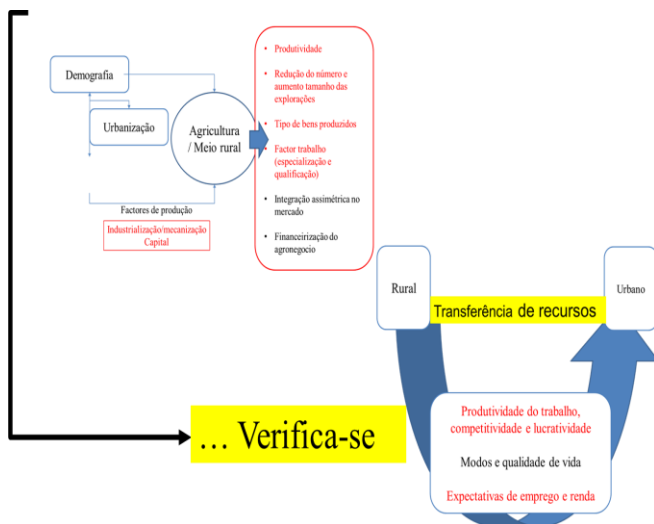 Demografia
Urbanização
Agricultura
/ Meio rural
Factores de produção
Industrialização/mecanização
Capital
• Produtividade
• Redução do número e
aumento tamanho das
explorações
• Tipo de bens produzidos
• Factor trabalho
(especialização e
qualificação)
• Integração assimétrica no
mercado
• Financeirização do
agronegocio
Rural
Urbano
Transferência de recursos
… Verifica-se
Produtividade do trabalho,
competitividade e lucratividade
Modos e qualidade de vida
Expectativas de emprego e renda